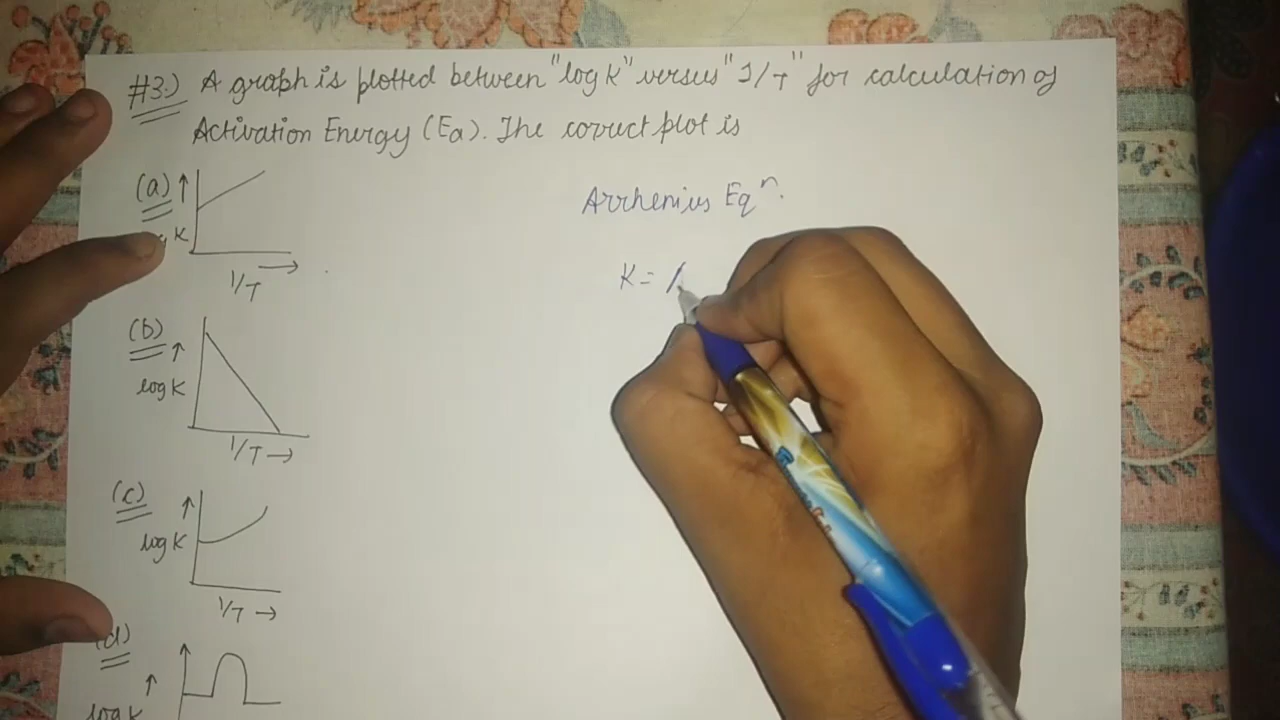 #3.) A graph is plotted between "log K" versus "1/T" for calculation of
Activation Energy (Ea). The correct plot is
Arrhenius Eqn.
K =
(a)
K
1/T
(b)
log K
1/T
(c)
log K
1/T
(d)
log K